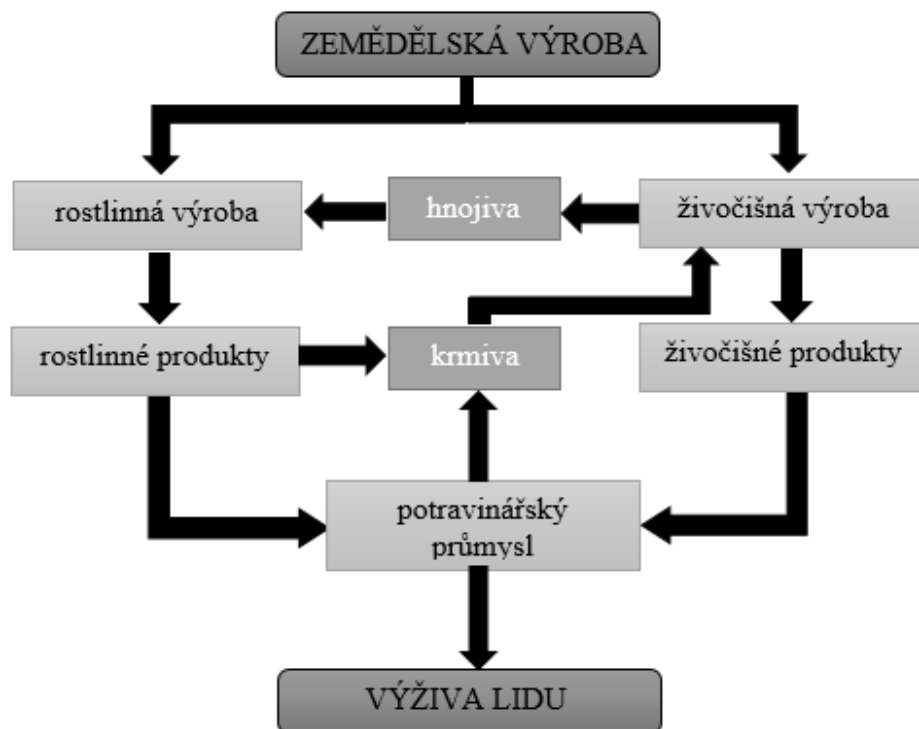 ZEMĚDĚLSKÁ VÝROBA
rostlinná výroba
hnojiva
živočišná výroba
rostlinné produkty
krmiva
živočišné produkty
potravinářský
průmysl
VÝŽIVA LIDU